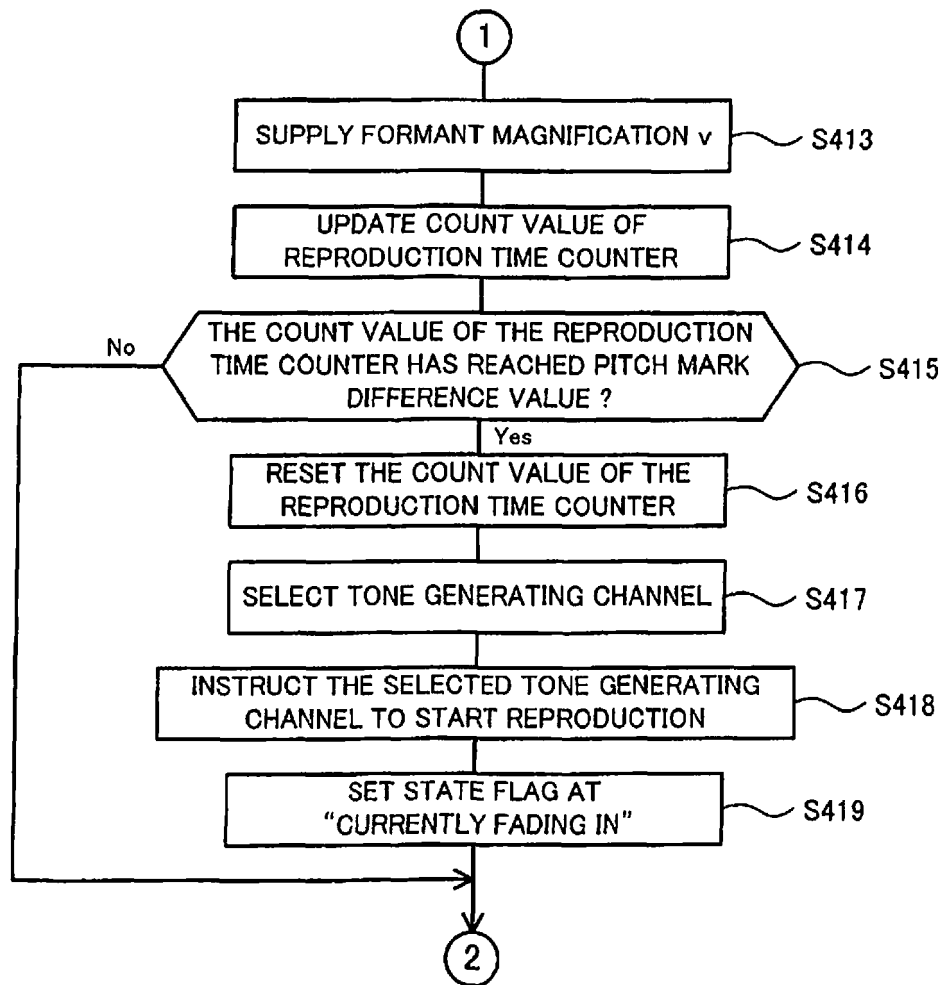 1
SUPPLY FORMANT MAGNIFICATION v
S413
UPDATE COUNT VALUE OF
REPRODUCTION TIME COUNTER
S414
THE COUNT VALUE OF THE REPRODUCTION
TIME COUNTER HAS REACHED PITCH MARK
DIFFERENCE VALUE ?
S415
No
Yes
RESET THE COUNT VALUE OF THE
REPRODUCTION TIME COUNTER
S416
SELECT TONE GENERATING CHANNEL
S417
INSTRUCT THE SELECTED TONE GENERATING
CHANNEL TO START REPRODUCTION
S418
SET STATE FLAG AT
“CURRENTLY FADING IN”
S419
2